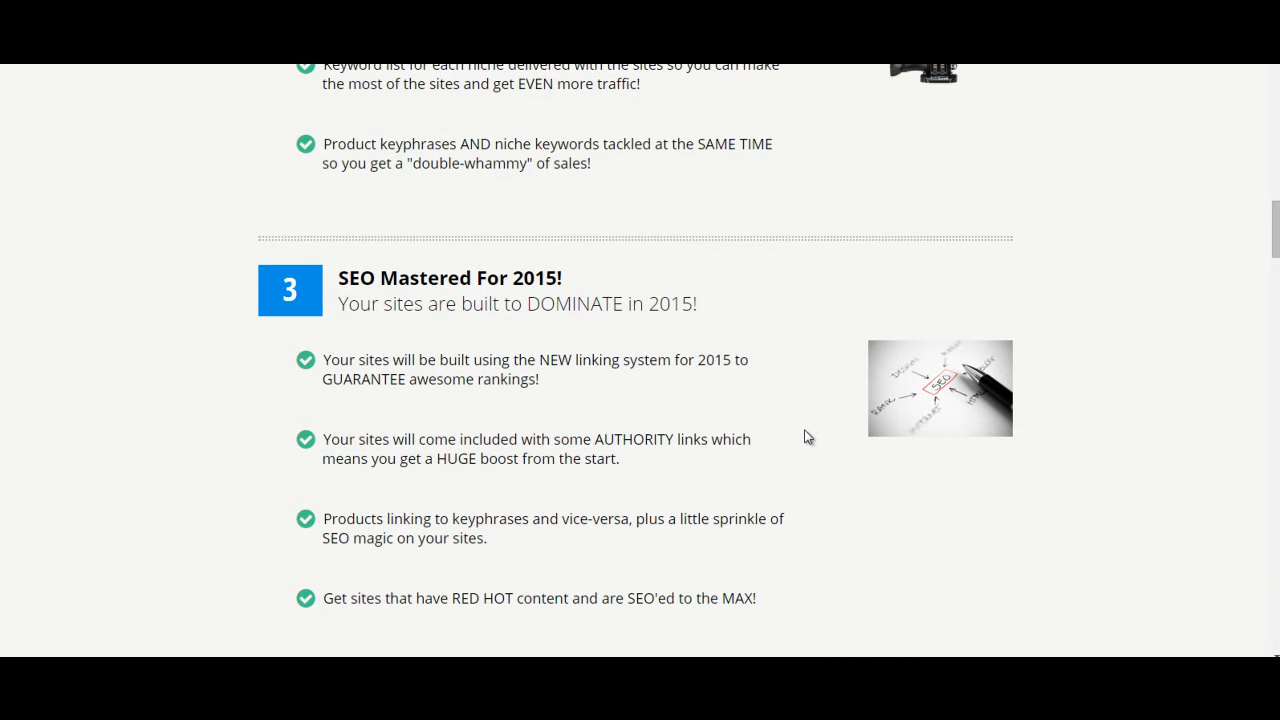 Keyword list for each niche delivered with the sites so you can make
the most of the sites and get EVEN more traffic!
Product keyphrases AND niche keywords tackled at the SAME TIME
so you get a "double-whammy" of sales!
3
SEO Mastered For 2015!
Your sites are built to DOMINATE in 2015!
Your sites will be built using the NEW linking system for 2015 to
GUARANTEE awesome rankings!
DESIGN
SEO
RANK
INTERNET
Your sites will come included with some AUTHORITY links which
means you get a HUGE boost from the start.
Products linking to keyphrases and vice-versa, plus a little sprinkle of
SEO magic on your sites.
Get sites that have RED HOT content and are SEO'ed to the MAX!